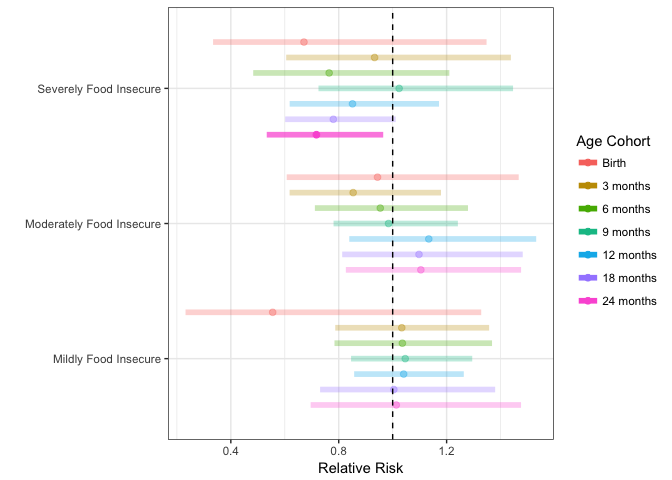 Severely Food Insecure
Moderately Food Insecure
Mildly Food Insecure
0.4 0.8 1.2
Relative Risk
Age Cohort
Birth
3 months
6 months
9 months
12 months
18 months
24 months